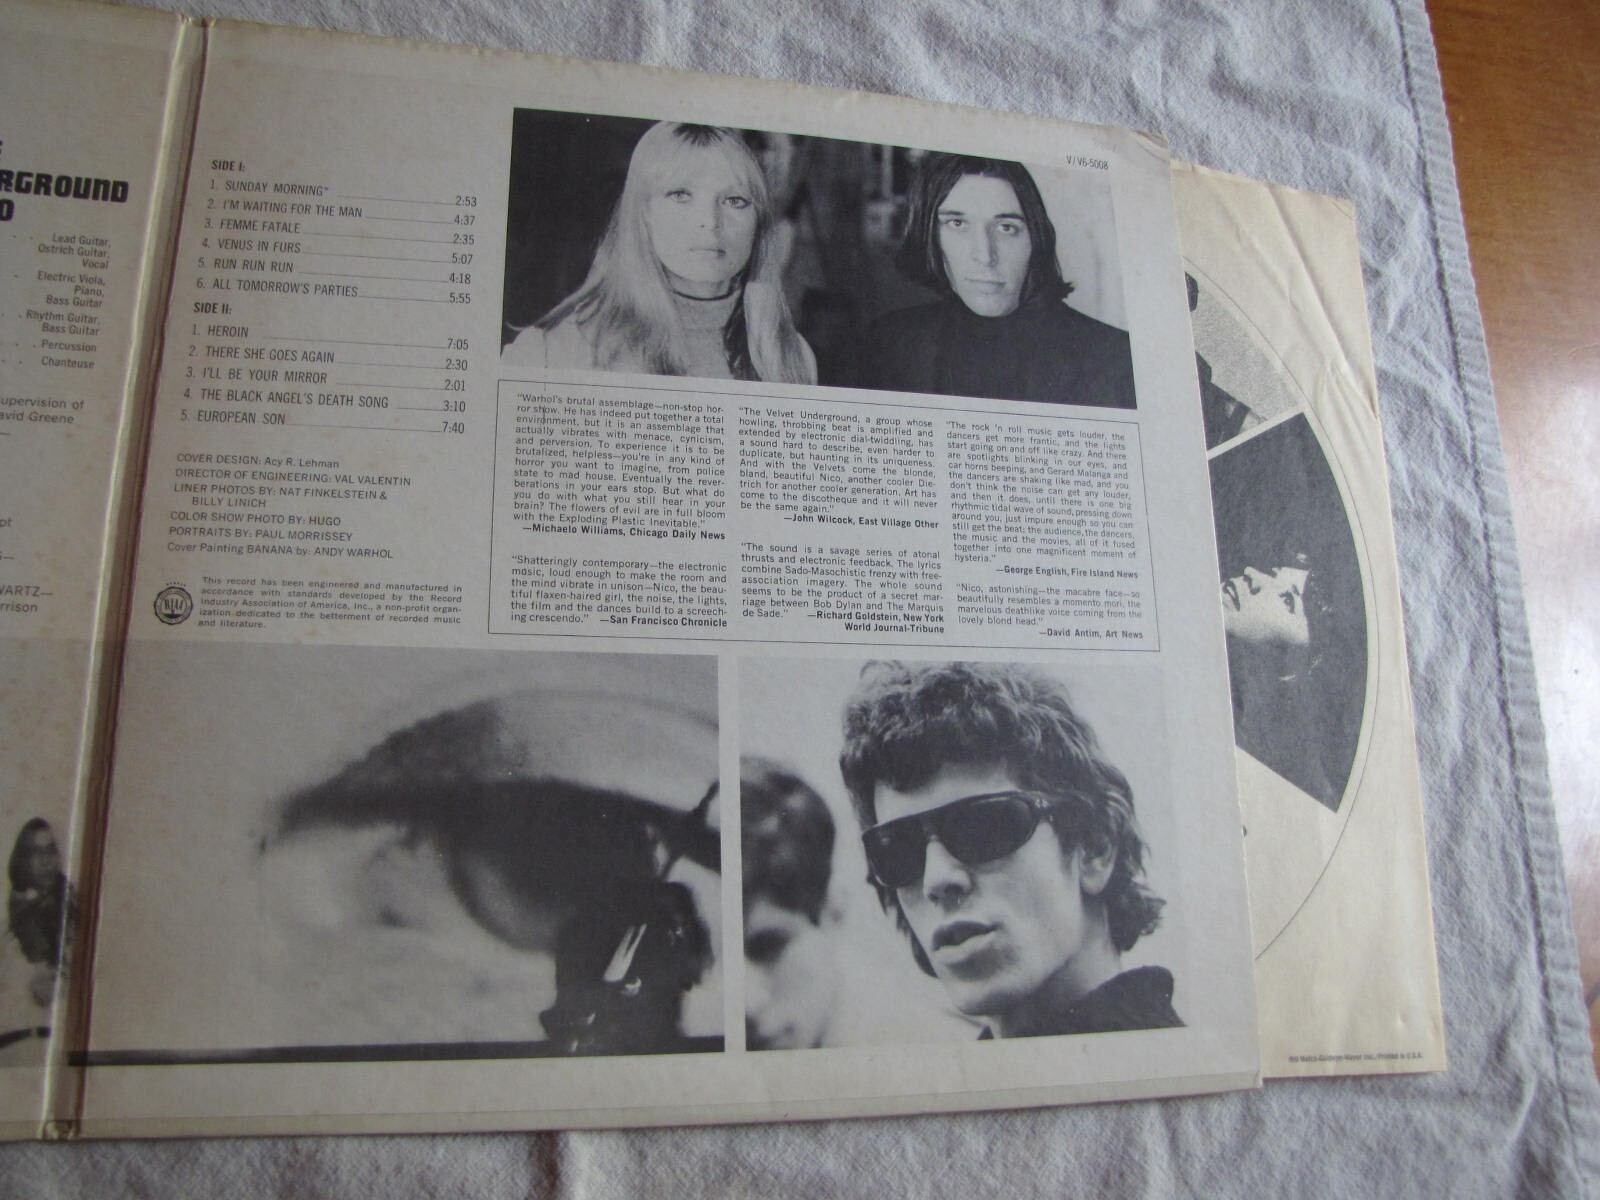 RGROUND
O
Lead Guitar,
Ostrich Guitar,
Vocal
Electric Viola,
Piano,
Bass Guitar
Rhythm Guitar,
Bass Guitar
Percussion
Chanteuse
upervision of
avid Greene
pt
S—
WARTZ—
rrison
SIDE I:
1. SUNDAY MORNING* 2:53
2. I'M WAITING FOR THE MAN 4:37
3. FEMME FATALE 2:35
4. VENUS IN FURS 5:07
5. RUN RUN RUN 4:18
6. ALL TOMORROW'S PARTIES 5:55
SIDE II:
1. HEROIN 7:05
2. THERE SHE GOES AGAIN 2:30
3. I'LL BE YOUR MIRROR 2:01
4. THE BLACK ANGEL'S DEATH SONG 3:10
5. EUROPEAN SON 7:40
COVER DESIGN: Acy R. Lehman
DIRECTOR OF ENGINEERING: VAL VALENTIN
LINER PHOTOS BY: NAT FINKELSTEIN &
BILLY LINICH
COLOR SHOW PHOTO BY: HUGO
PORTRAITS BY: PAUL MORRISSEY
Cover Painting BANANA by: ANDY WARHOL
RIAA
This record has been engineered and manufactured in
accordance with standards developed by the Record
Industry Association of America, Inc., a non-profit organ-
ization dedicated to the betterment of recorded music
and literature.
V/V6-5008
"Warhol's brutal assemblage—non-stop hor-
ror show. He has indeed put together a total
environment, but it is an assemblage that
actually vibrates with menace, cynicism,
and perversion. To experience it is to be
brutalized, helpless—you're in any kind of
horror you want to imagine, from police
state to mad house. Eventually the rever-
berations in your ears stop. But what do
you do with what you still hear in your
brain? The flowers of evil are in full bloom
with the Exploding Plastic Inevitable."
—Michaelo Williams, Chicago Daily News
"Shatteringly contemporary—the electronic
music, loud enough to make the room and
the mind vibrate in unison—Nico, the beau-
tiful flaxen-haired girl, the noise, the lights,
the film and the dances build to a screech-
ing crescendo." —San Francisco Chronicle
"The Velvet Underground, a group whose
howling, throbbing beat is amplified and
extended by electronic dial-twiddling, has
a sound hard to describe, even harder to
duplicate, but haunting in its uniqueness.
And with the Velvets come the blonde,
bland, beautiful Nico, another cooler Die-
trich for another cooler generation. Art has
come to the discotheque and it will never
be the same again."
—John Wilcock, East Village Other
"The sound is a savage series of atonal
thrusts and electronic feedback. The lyrics
combine Sado-Masochistic frenzy with free-
association imagery. The whole sound
seems to be the product of a secret mar-
riage between Bob Dylan and The Marquis
de Sade." —Richard Goldstein, New York
World Journal-Tribune
"The rock 'n roll music gets louder, the
dancers get more frantic, and the lights
start going on and off like crazy. And there
are spotlights blinking in our eyes, and
car horns beeping, and Gerard Malanga and
the dancers are shaking like mad, and you
don't think the noise can get any louder,
and then it does, until there is one big
rhythmic tidal wave of sound, pressing down
around you, just impure enough so you can
still get the beat; the audience, the dancers,
the music and the movies, all of it fused
together into one magnificent moment of
hysteria."
—George English, Fire Island News
"Nico, astonishing—the macabre face—so
beautifully resembles a momento mori, the
marvelous deathlike voice coming from the
lovely blond head."
—David Antim, Art News
Metro-Goldwyn-Mayer Inc./Printed in U.S.A.